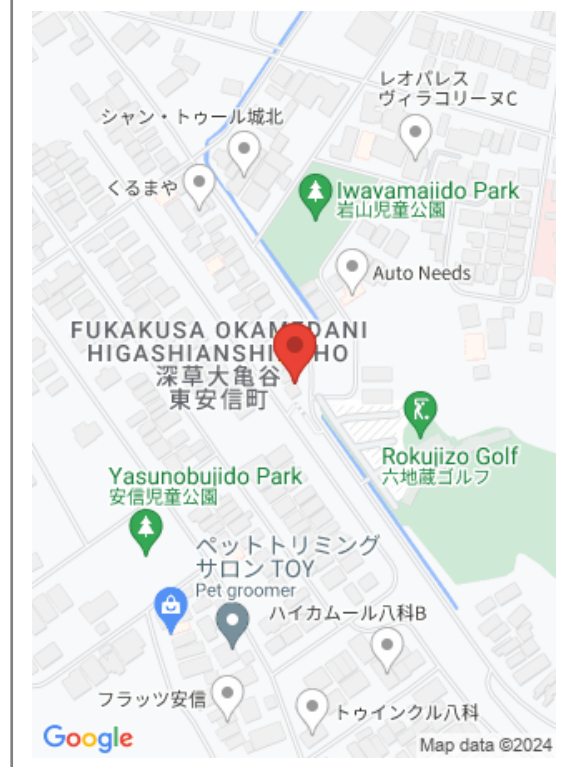 レオパレス
ヴィラコリーヌC
シャン・トゥール城北
くるまや
Iwayamajido Park
岩山児童公園
Auto Needs
FUKAKUSA OKAMEDANI
HIGASHIANSHI HO
深草大亀谷
東安信町
Rokujizo Golf
六地蔵ゴルフ
Yasunobujido Park
安信児童公園
ペットトリミング
サロン TOY
Pet groomer
ハイカムール八科B
フラッツ安信
トゥインクル八科
Google
Map data ©2024